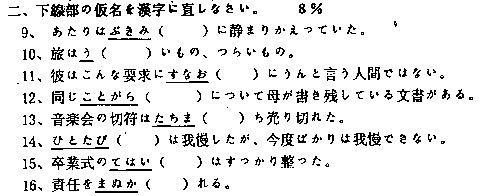 二、下線部の仮名を漢字に直しなさい。 8％
9、 あたりはぶきみ（　　）に静まりかえっていた。
10、旅はう（　　）いもの、つらいもの。
11、彼はこんな要求にすなお（　　）にうんと言う人間ではない。
12、同じことがら（　　）について母が書き残している文書がある。
13、音楽会の切符はたちま（　　）ち売り切れた。
14、ひとたび（　　）は我慢したが、今度ばかりは我慢できない。
15、卒業式のてはい（　　）はすっかり整った。
16、責任をまぬか（　　）れる。